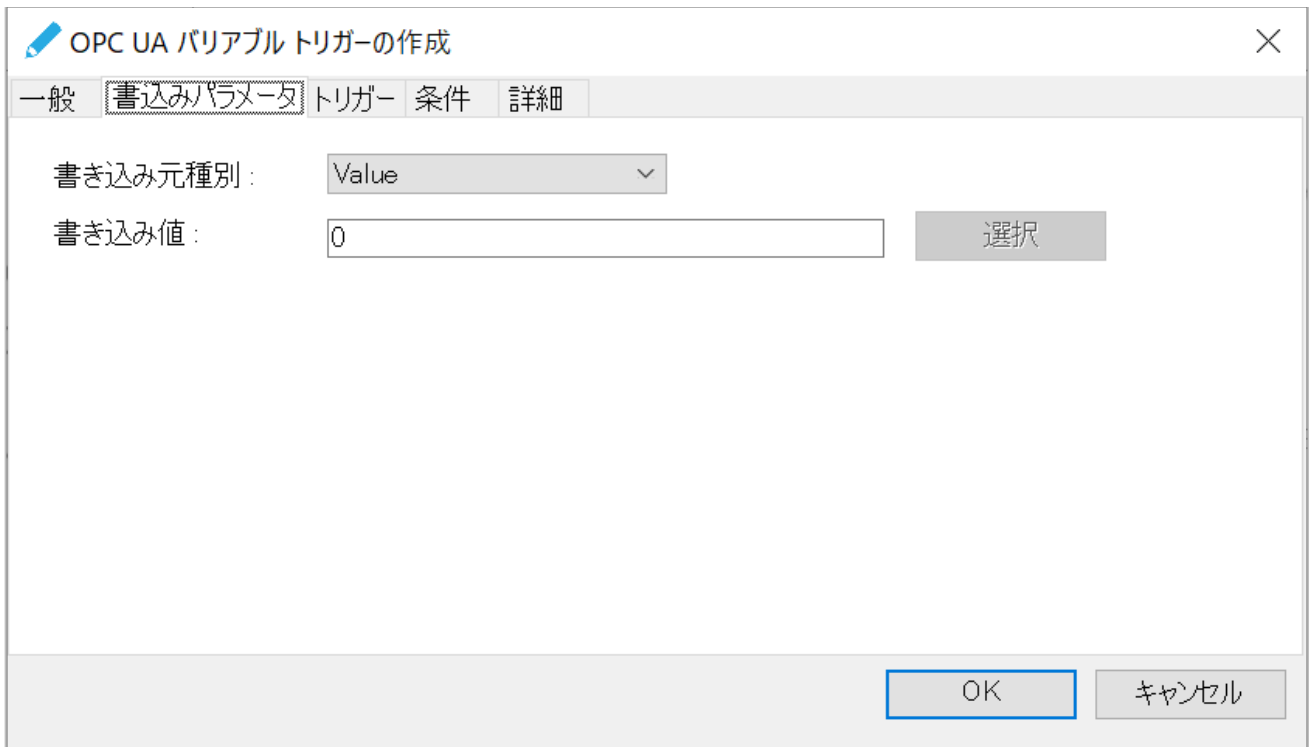 OPC UA バリアブル トリガーの作成
一般 書込みパラメータ トリガー 条件 詳細
書き込み元種別 : Value
書き込み値 : 0 選択
OK キャンセル